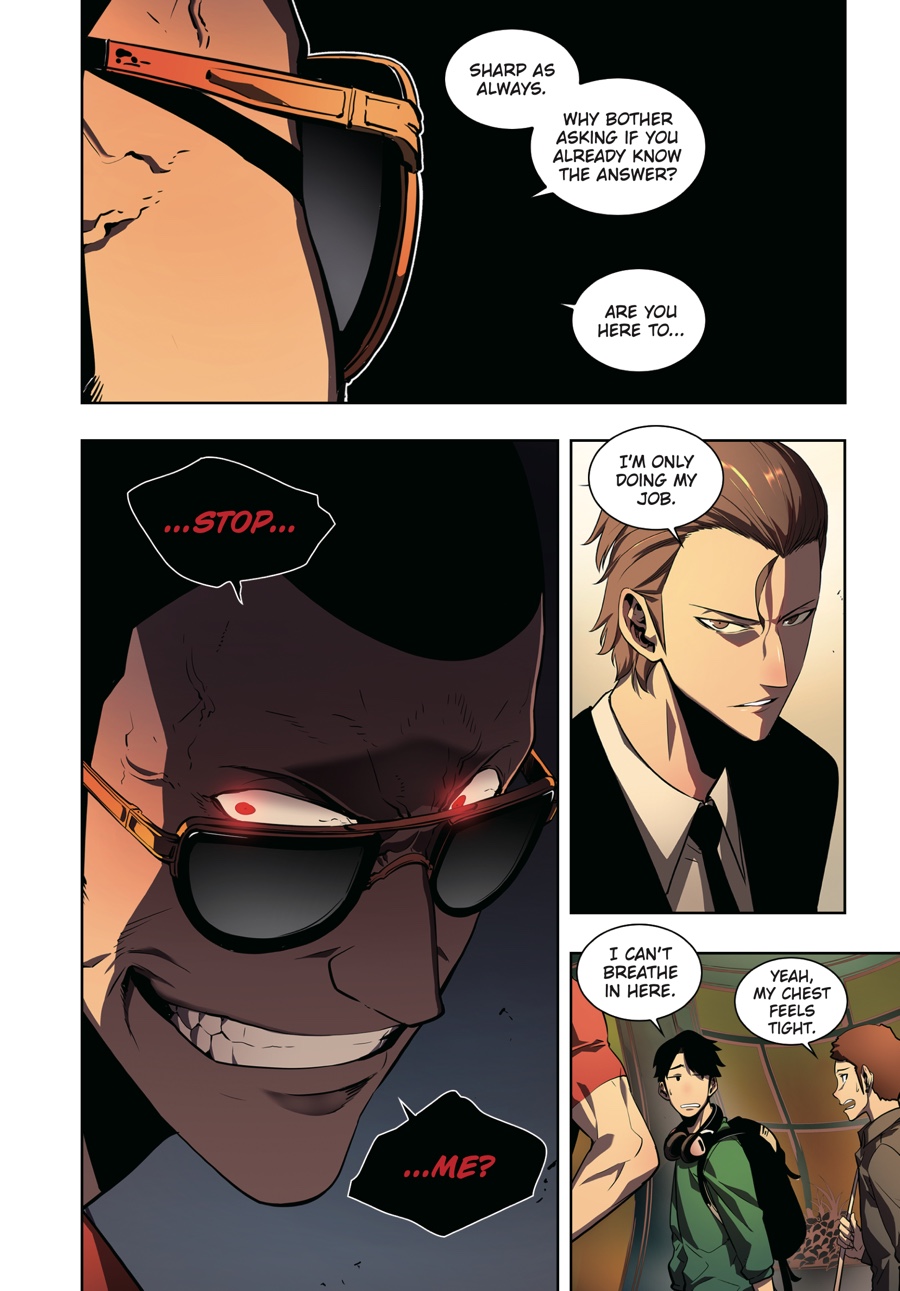 SHARP AS
ALWAYS.
WHY BOTHER
ASKING IF YOU
ALREADY KNOW
THE ANSWER?
ARE YOU
HERE TO...
...STOP...
...ME?
I'M ONLY
DOING MY
JOB.
I CAN'T
BREATHE
IN HERE.
YEAH,
MY CHEST
FEELS
TIGHT.